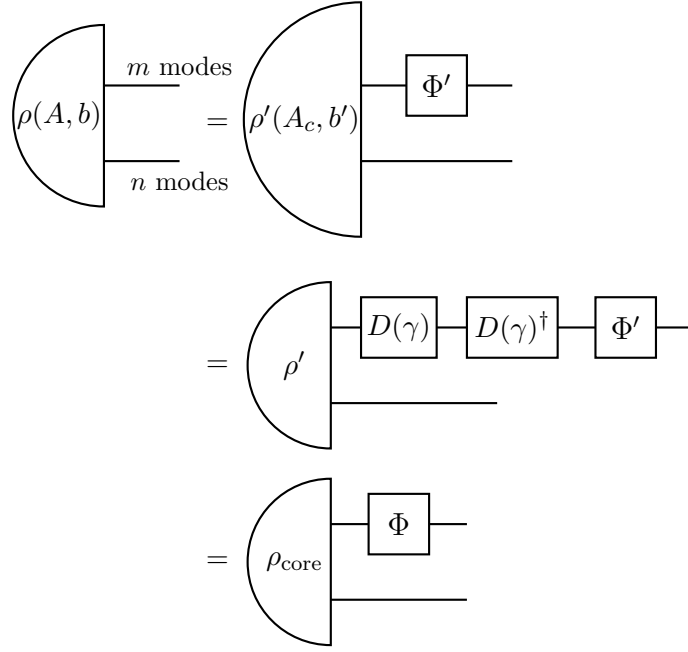 m modes
ρ(A, b) = ρ′(A_c, b′) Φ′
n modes
= ρ′ D(γ) D(γ)† Φ′
= ρ_core Φ